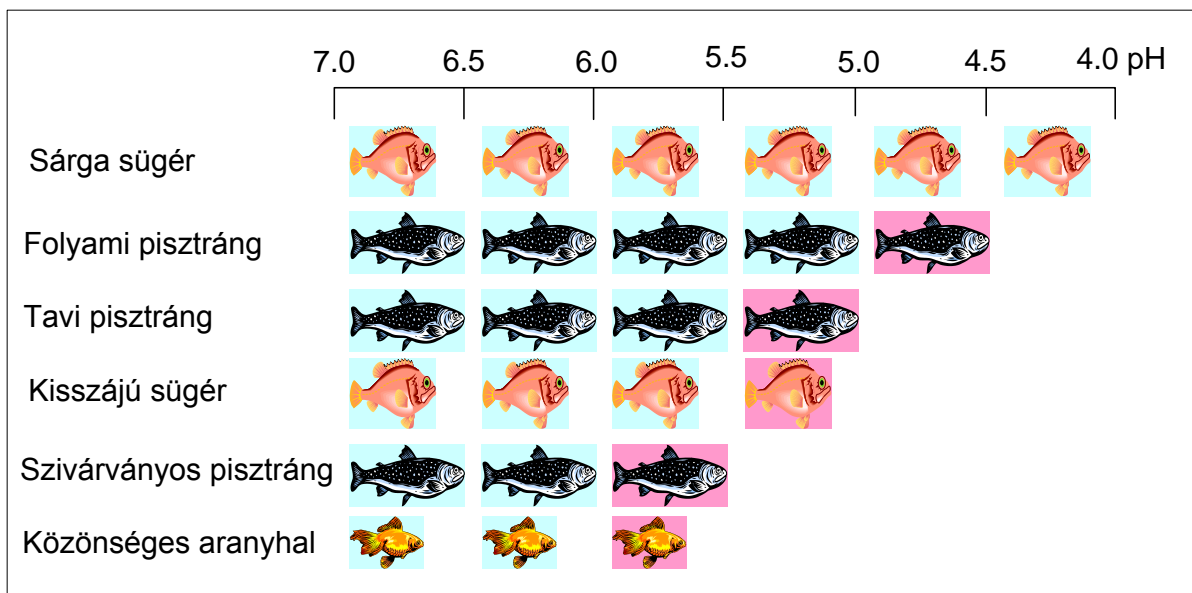 7.0 6.5 6.0 5.5 5.0 4.5 4.0 pH
Sárga sügér
Folyami pisztráng
Tavi pisztráng
Kisszájú sügér
Szivárványos pisztráng
Közönséges aranyhal